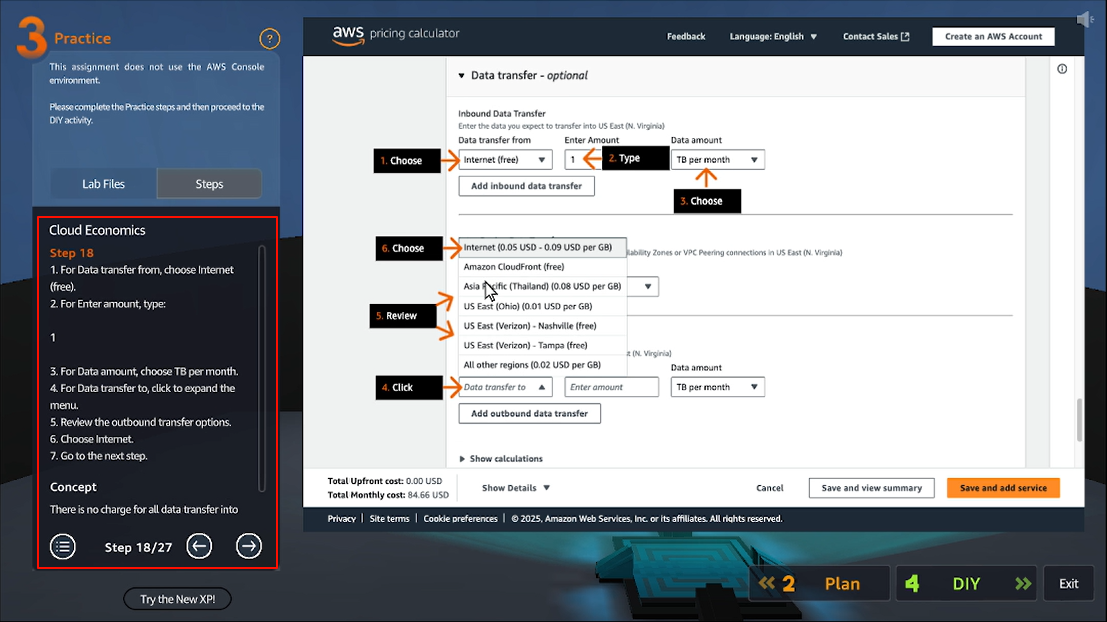 3 Practice
?
This assignment does not use the AWS Console
environment.
Please complete the Practice steps and then proceed to the
DIY activity.
Lab Files
Steps
Cloud Economics
Step 18
1. For Data transfer from, choose Internet
(free).
2. For Enter amount, type:
1
3. For Data amount, choose TB per month.
4. For Data transfer to, click to expand the
menu.
5. Review the outbound transfer options.
6. Choose Internet.
7. Go to the next step.
Concept
There is no charge for all data transfer into
Step 18/27
Try the New XP!
aws pricing calculator
Feedback
Language: English
Contact Sales
Create an AWS Account
Data transfer - optional
Inbound Data Transfer
Enter the data you expect to transfer into US East (N. Virginia)
Data transfer from
Enter Amount
Data amount
1. Choose
Internet (free)
1
2. Type
TB per month
Add inbound data transfer
3. Choose
6. Choose
Internet (0.05 USD - 0.09 USD per GB)
ability Zones or VPC Peering connections in US East (N. Virginia)
Amazon CloudFront (free)
Asia Pacific (Thailand) (0.08 USD per GB)
5. Review
US East (Ohio) (0.01 USD per GB)
US East (Verizon) - Nashville (free)
US East (Verizon) - Tampa (free)
t (N. Virginia)
All other regions (0.02 USD per GB)
Data amount
4. Click
Data transfer to
Enter amount
TB per month
Add outbound data transfer
Show calculations
Total Upfront cost: 0.00 USD
Total Monthly cost: 84.66 USD
Show Details
Cancel
Save and view summary
Save and add service
Privacy | Site terms | Cookie preferences | © 2025, Amazon Web Services, Inc. or its affiliates. All rights reserved.
2 Plan
4 DIY
Exit